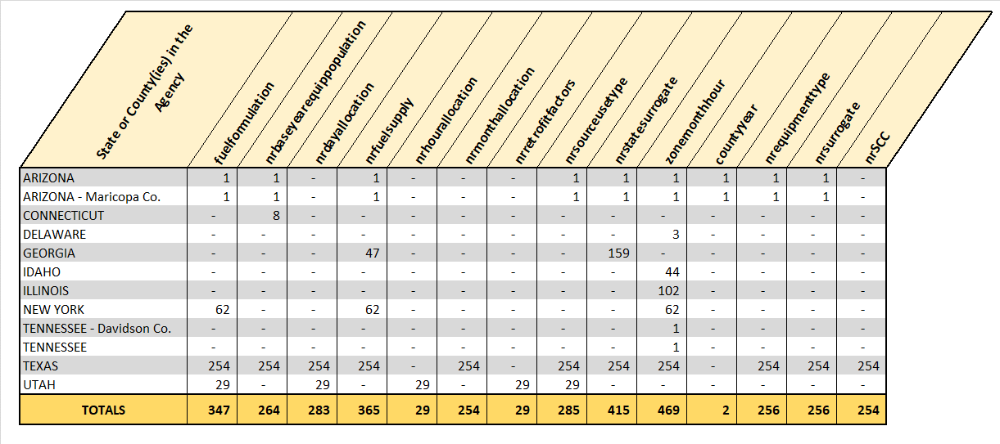 State or County(ies) in the
Agency
fuelformulation
nrbaseyearequippopulation
nrdayallocation
nrfuelsupply
nrhourallocation
nrmonthallocation
nrretrofitfactors
nrsourceusetype
nrstatesurrogate
zonemonthhour
countyyear
nrequipmenttype
nrsurrogate
nrSCC
ARIZONA 1 1 - 1 - - - 1 1 1 1 1 1 -
ARIZONA - Maricopa Co. 1 1 - 1 - - - 1 1 1 1 1 1 -
CONNECTICUT - 8 - - - - - - - - - - - -
DELAWARE - - - - - - - - - 3 - - - -
GEORGIA - - - 47 - - - - 159 - - - - -
IDAHO - - - - - - - - - 44 - - - -
ILLINOIS - - - - - - - - - 102 - - - -
NEW YORK 62 - - 62 - - - - - 62 - - - -
TENNESSEE - Davidson Co. - - - - - - - - - 1 - - - -
TENNESSEE - - - - - - - - - 1 - - - -
TEXAS 254 254 254 254 - 254 - 254 254 254 - 254 254 254
UTAH 29 - 29 - 29 - 29 29 - - - - - -
TOTALS 347 264 283 365 29 254 29 285 415 469 2 256 256 254